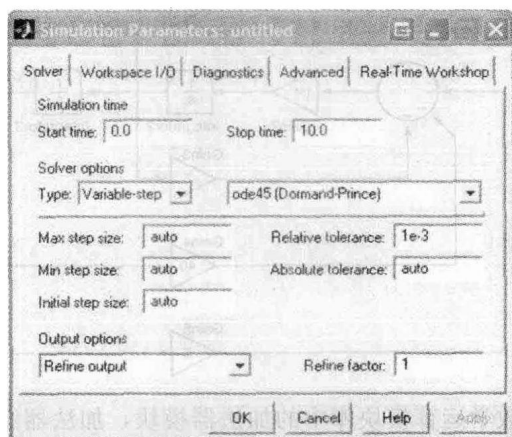 Simulation Parameters: untitled
Solver Workspace I/O Diagnostics Advanced Real-Time Workshop
Simulation time
Start time: 0.0 Stop time: 10.0
Solver options
Type: Variable-step ode45 (Dormand-Prince)
Max step size: auto Relative tolerance: 1e-3
Min step size: auto Absolute tolerance: auto
Initial step size: auto
Output options
Refine output Refine factor: 1
OK Cancel Help Apply